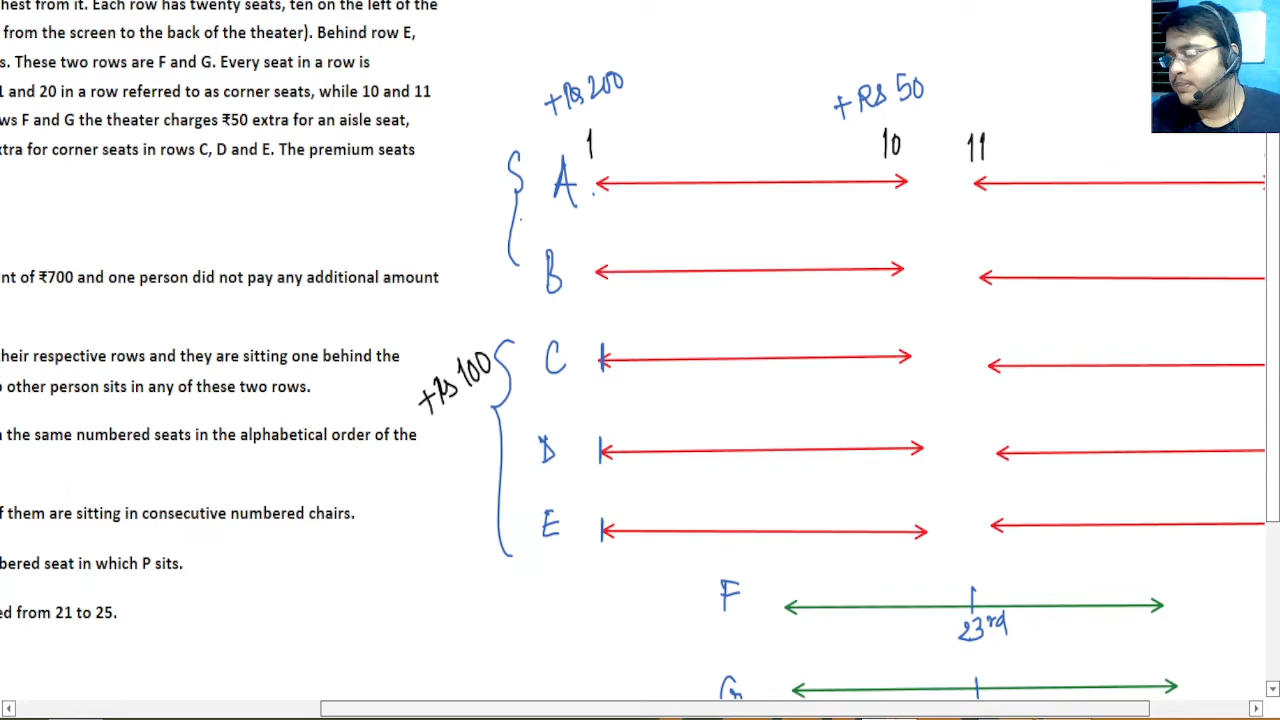 hest from it. Each row has twenty seats, ten on the left of the
from the screen to the back of the theater). Behind row E,
s. These two rows are F and G. Every seat in a row is
1 and 20 in a row referred to as corner seats, while 10 and 11
ws F and G the theater charges ₹50 extra for an aisle seat,
xtra for corner seats in rows C, D and E. The premium seats
nt of ₹700 and one person did not pay any additional amount
their respective rows and they are sitting one behind the
o other person sits in any of these two rows.
n the same numbered seats in the alphabetical order of the
f them are sitting in consecutive numbered chairs.
bered seat in which P sits.
ed from 21 to 25.
+Rs 200
+Rs 50
1
10
11
A
B
+Rs 100
C
D
E
F
23rd
G